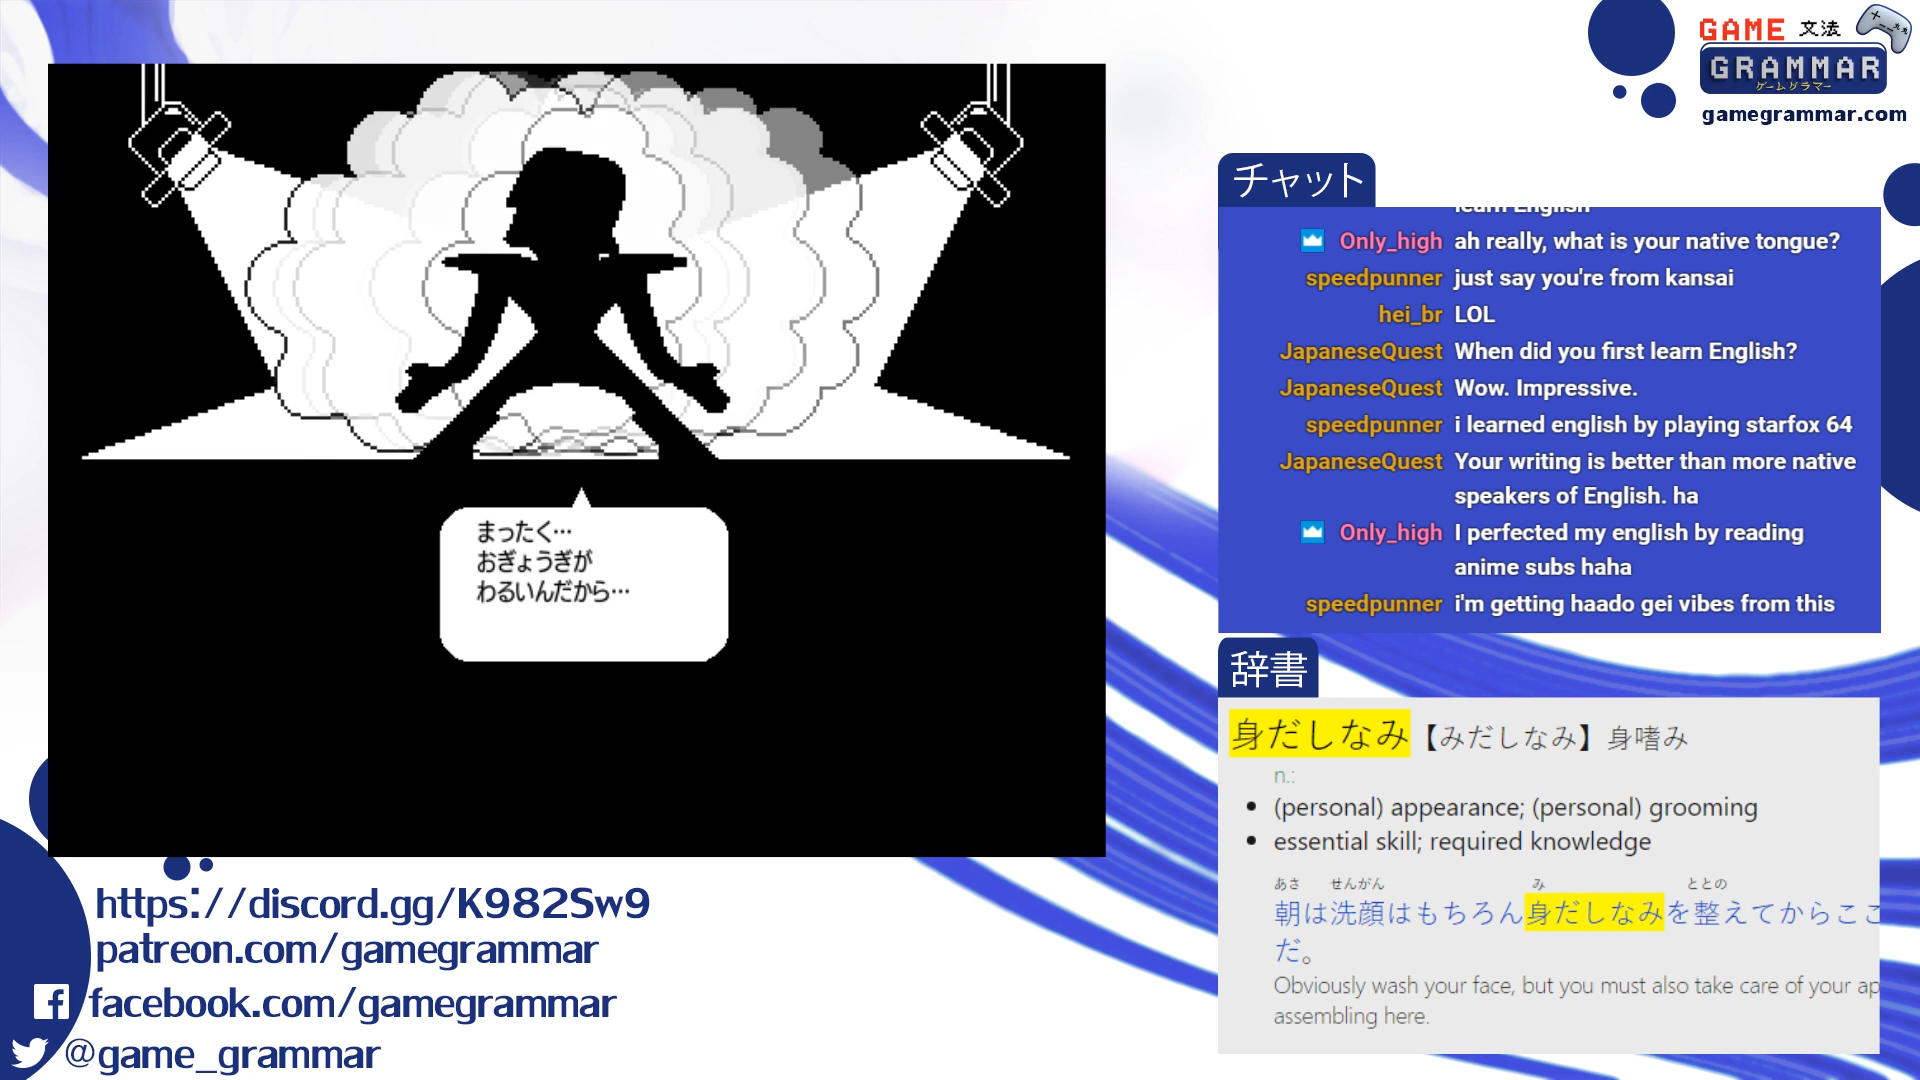 GAME 文法
GRAMMAR
ゲームグラマー
gamegrammar.com
まったく…
おぎょうぎが
わるいんだから…
チャット
learn English
Only_high ah really, what is your native tongue?
speedpunner just say you're from kansai
hei_br LOL
JapaneseQuest When did you first learn English?
JapaneseQuest Wow. Impressive.
speedpunner i learned english by playing starfox 64
JapaneseQuest Your writing is better than more native
speakers of English. ha
Only_high I perfected my english by reading
anime subs haha
speedpunner i'm getting haado gei vibes from this
辞書
身だしなみ【みだしなみ】身嗜み
n.:
• (personal) appearance; (personal) grooming
• essential skill; required knowledge
あさ せんがん み ととの
朝は洗顔はもちろん身だしなみを整えてからここ
だ。
Obviously wash your face, but you must also take care of your ap
assembling here.
https://discord.gg/K982Sw9
patreon.com/gamegrammar
facebook.com/gamegrammar
@game_grammar